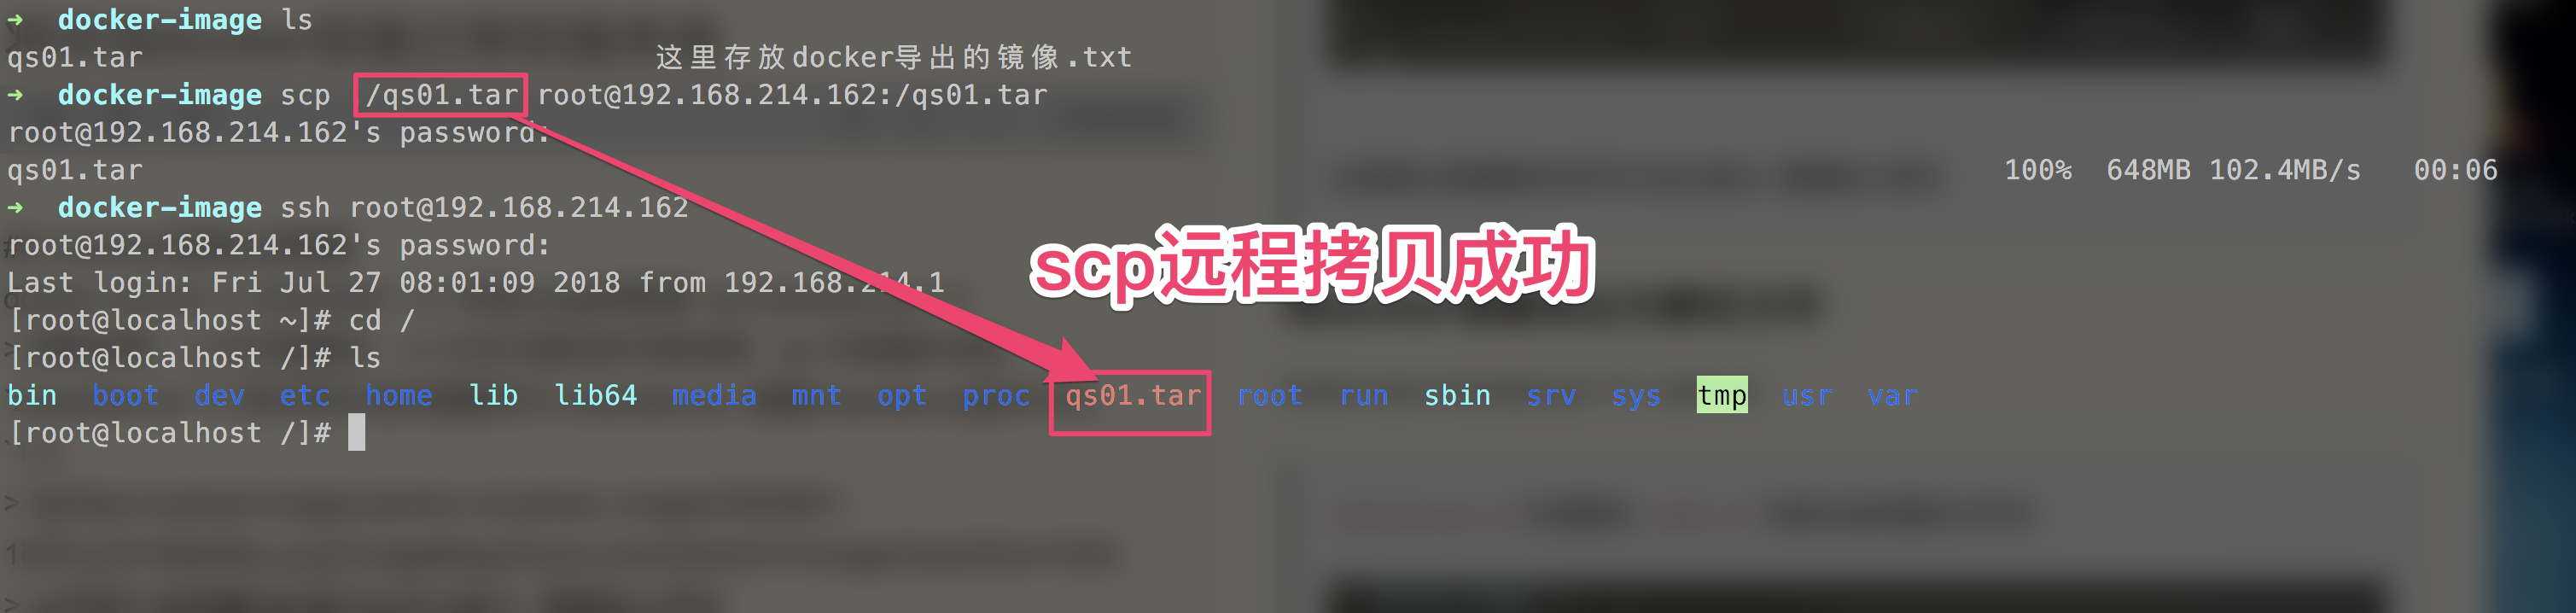 ➜ docker-image ls
qs01.tar 这里存放docker导出的镜像.txt
➜ docker-image scp /qs01.tar root@192.168.214.162:/qs01.tar
root@192.168.214.162's password:
qs01.tar 100% 648MB 102.4MB/s 00:06
➜ docker-image ssh root@192.168.214.162
root@192.168.214.162's password:
Last login: Fri Jul 27 08:01:09 2018 from 192.168.214.1
[root@localhost ~]# cd /
[root@localhost /]# ls
bin boot dev etc home lib lib64 media mnt opt proc qs01.tar root run sbin srv sys tmp usr var
[root@localhost /]#
scp远程拷贝成功